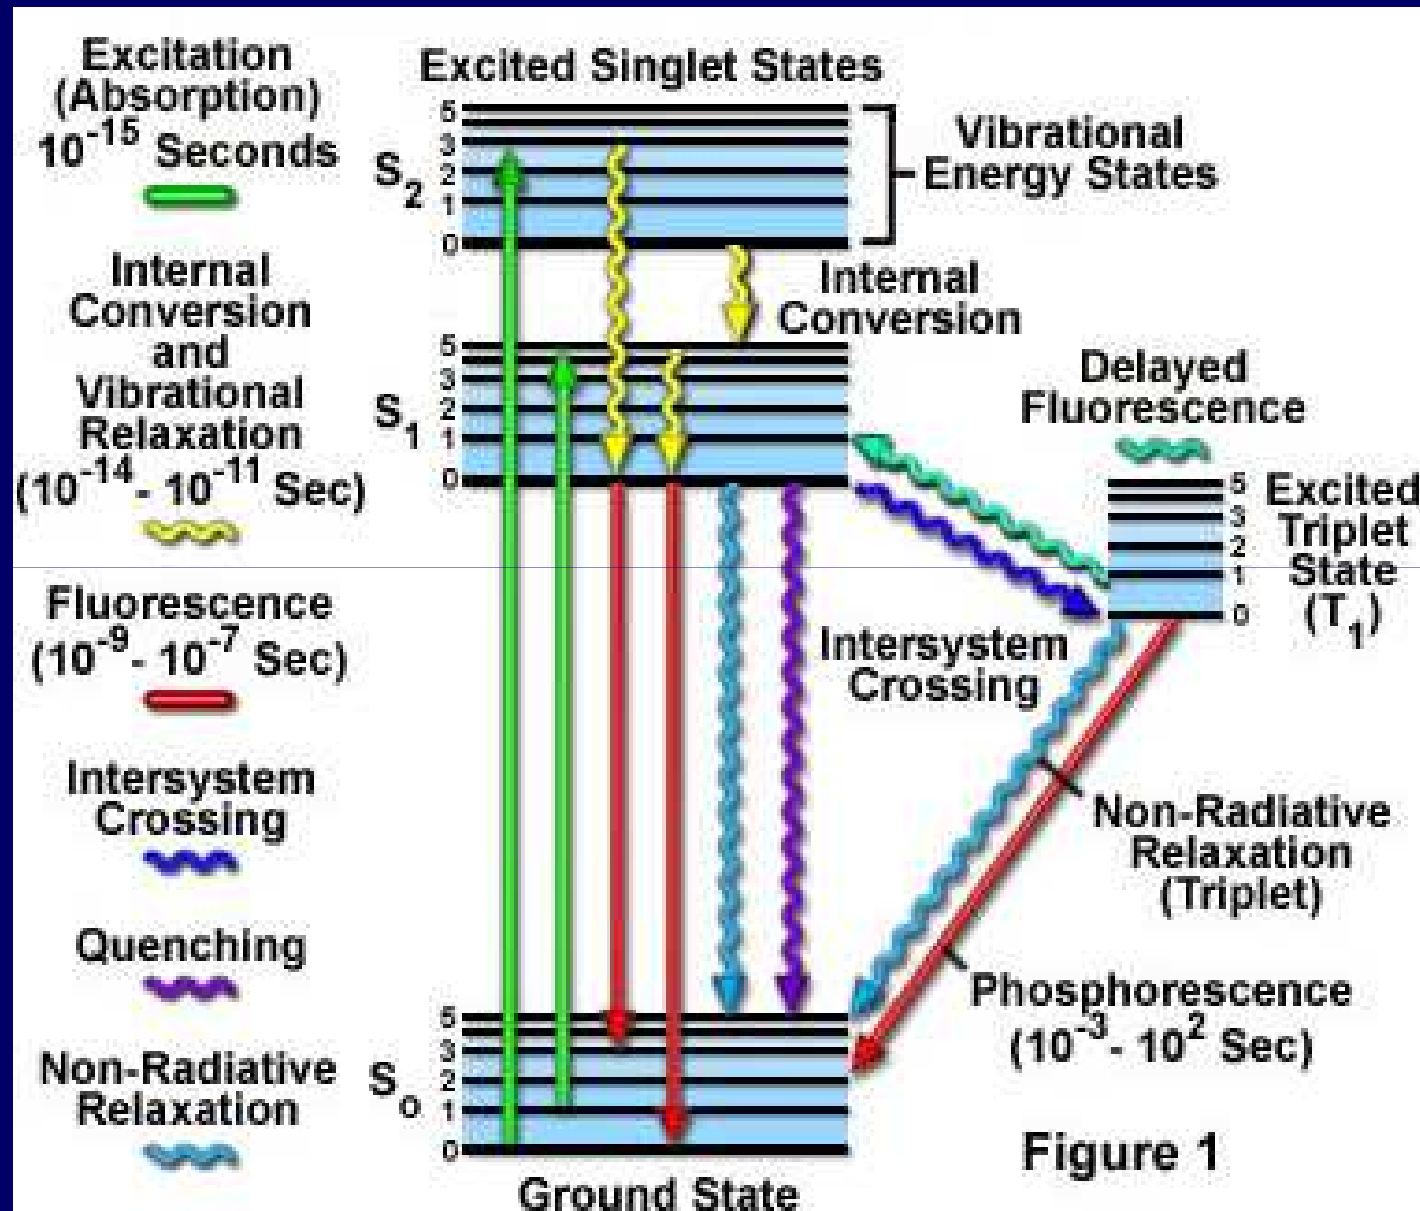 Excitation
(Absorption)
10-15 Seconds
Internal
Conversion
and
Vibrational
Relaxation
(10-14 - 10-11 Sec)
Fluorescence
(10-9 - 10-7 Sec)
Intersystem
Crossing
Quenching
Non-Radiative
Relaxation
Excited Singlet States
S2
5
3
2
1
0
Vibrational
Energy States
Internal
Conversion
S1
5
3
2
1
0
Delayed
Fluorescence
5
3
2
1
0
Excited
Triplet
State
(T1)
Intersystem
Crossing
Non-Radiative
Relaxation
(Triplet)
Phosphorescence
(10-3 - 102 Sec)
So
5
3
2
1
0
Ground State
Figure 1